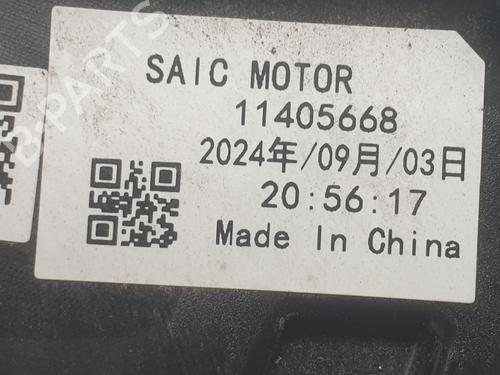 SAIC MOTOR
11405668
2024年/09月/03日
20:56:17
Made In China
B-PARTS